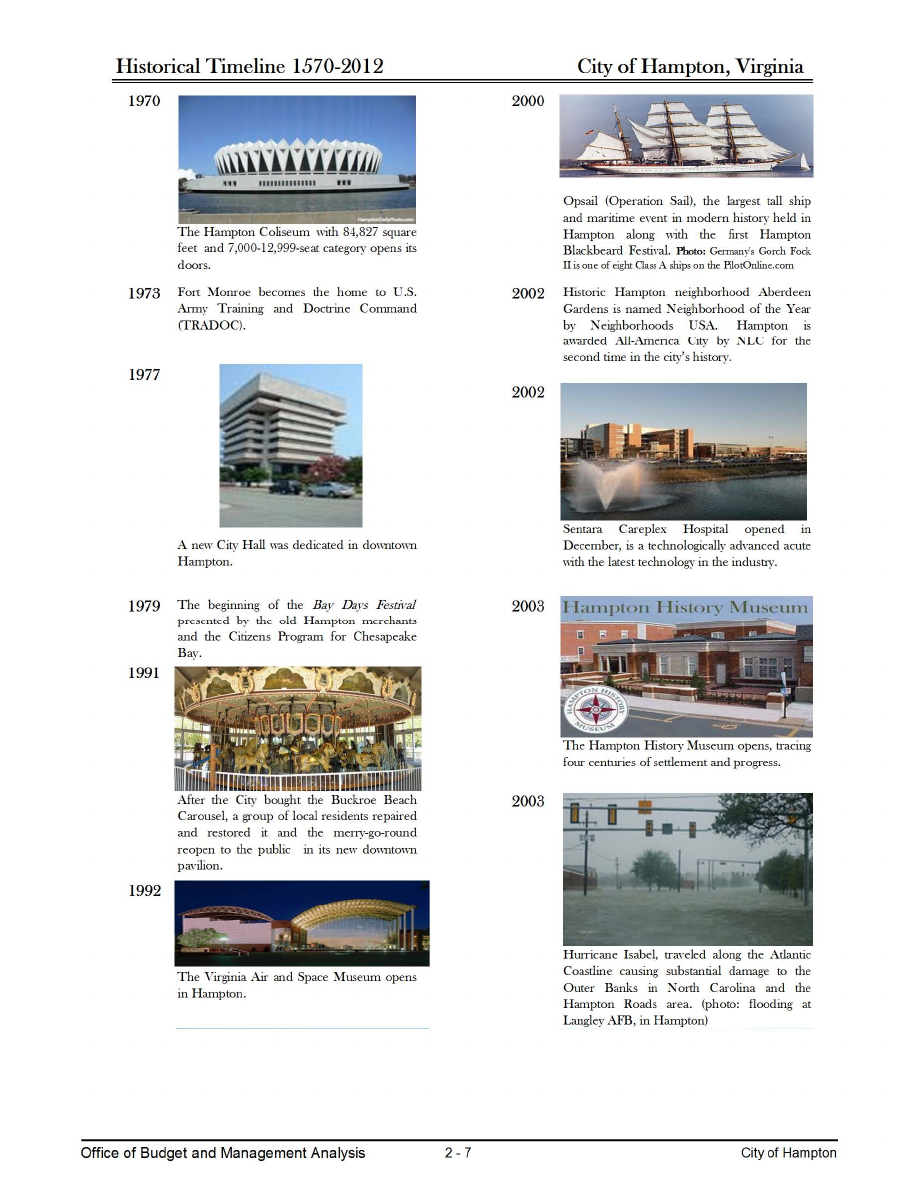 Historical Timeline 1570-2012 City of Hampton, Virginia
1970
HamptonDailyPhoto.com
The Hampton Coliseum with 84,827 square
feet and 7,000-12,999-seat category opens its
doors.
1973 Fort Monroe becomes the home to U.S.
Army Training and Doctrine Command
(TRADOC).
1977
A new City Hall was dedicated in downtown
Hampton.
1979 The beginning of the Bay Days Festival
presented by the old Hampton merchants
and the Citizens Program for Chesapeake
Bay.
1991
After the City bought the Buckroe Beach
Carousel, a group of local residents repaired
and restored it and the merry-go-round
reopen to the public in its new downtown
pavilion.
1992
The Virginia Air and Space Museum opens
in Hampton.
2000
Opsail (Operation Sail), the largest tall ship
and maritime event in modern history held in
Hampton along with the first Hampton
Blackbeard Festival. Photo: Germany's Gorch Fock
II is one of eight Class A ships on the PilotOnline.com
2002 Historic Hampton neighborhood Aberdeen
Gardens is named Neighborhood of the Year
by Neighborhoods USA. Hampton is
awarded All-America City by NLC for the
second time in the city's history.
2002
Sentara Careplex Hospital opened in
December, is a technologically advanced acute
with the latest technology in the industry.
2003 Hampton History Museum
HAMPTON HISTORY
MUSEUM
The Hampton History Museum opens, tracing
four centuries of settlement and progress.
2003
Hurricane Isabel, traveled along the Atlantic
Coastline causing substantial damage to the
Outer Banks in North Carolina and the
Hampton Roads area. (photo: flooding at
Langley AFB, in Hampton)
Office of Budget and Management Analysis 2 - 7 City of Hampton